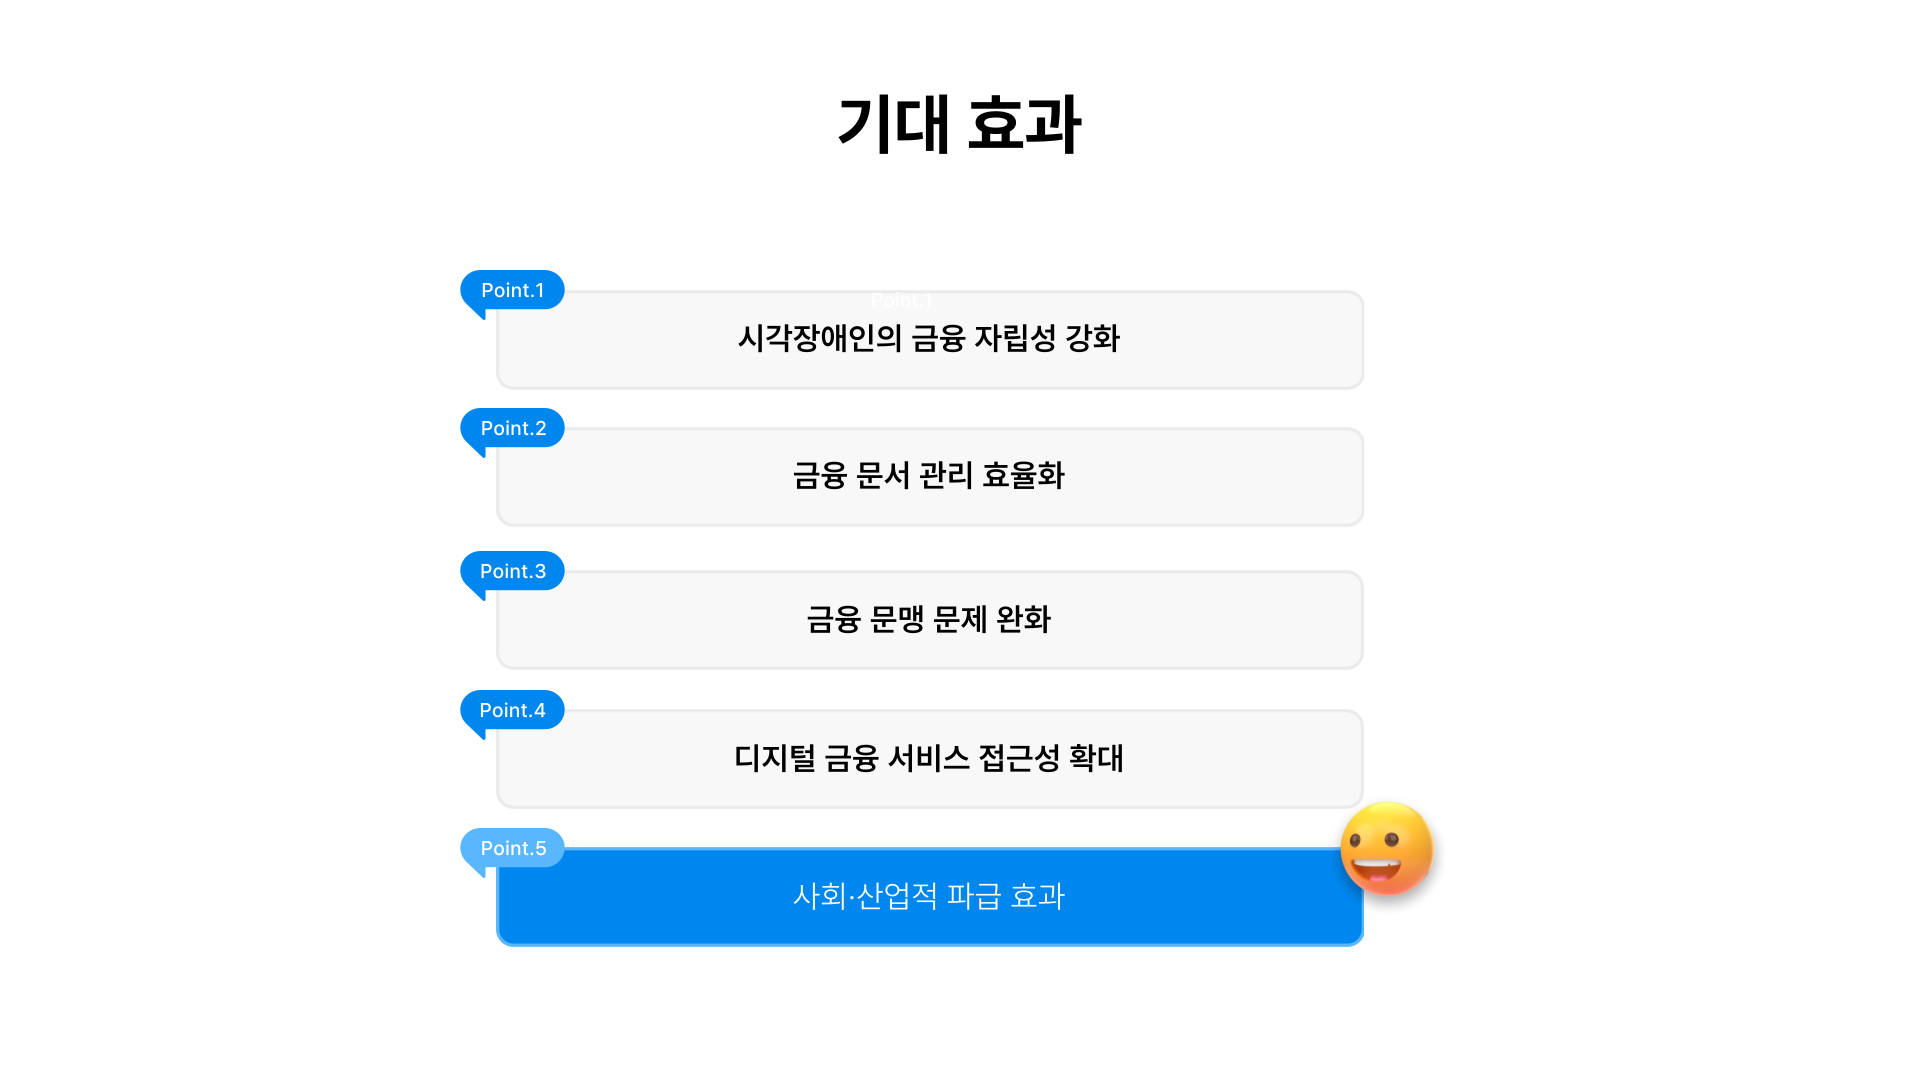 기대 효과
Point.1
Point.1
시각장애인의 금융 자립성 강화
Point.2
금융 문서 관리 효율화
Point.3
금융 문맹 문제 완화
Point.4
디지털 금융 서비스 접근성 확대
Point.5
사회·산업적 파급 효과